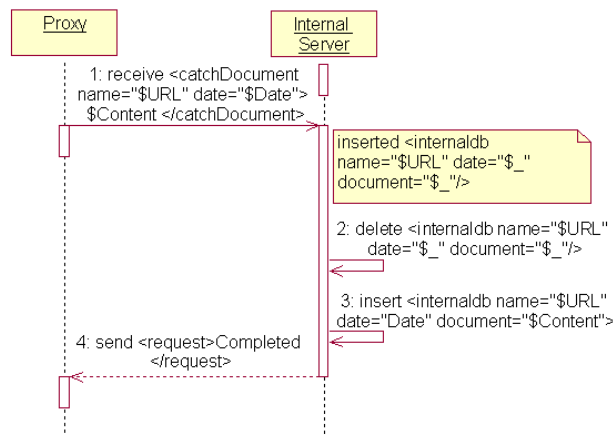 Proxy
Internal
Server
1: receive <catchDocument
name="$URL" date="$Date">
$Content </catchDocument>
inserted <internaldb
name="$URL" date="$_"
document="$_"/>
2: delete <internaldb name="$URL"
date="$_" document="$_"/>
3: insert <internaldb name="$URL"
date="Date" document="$Content">
4: send <request>Completed
</request>